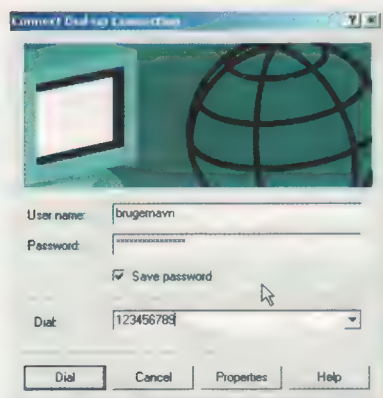 Connect Dial-up Connection
User name: brugernavn
Password: ***************
Save password
Dial: 123456789
Dial Cancel Properties Help